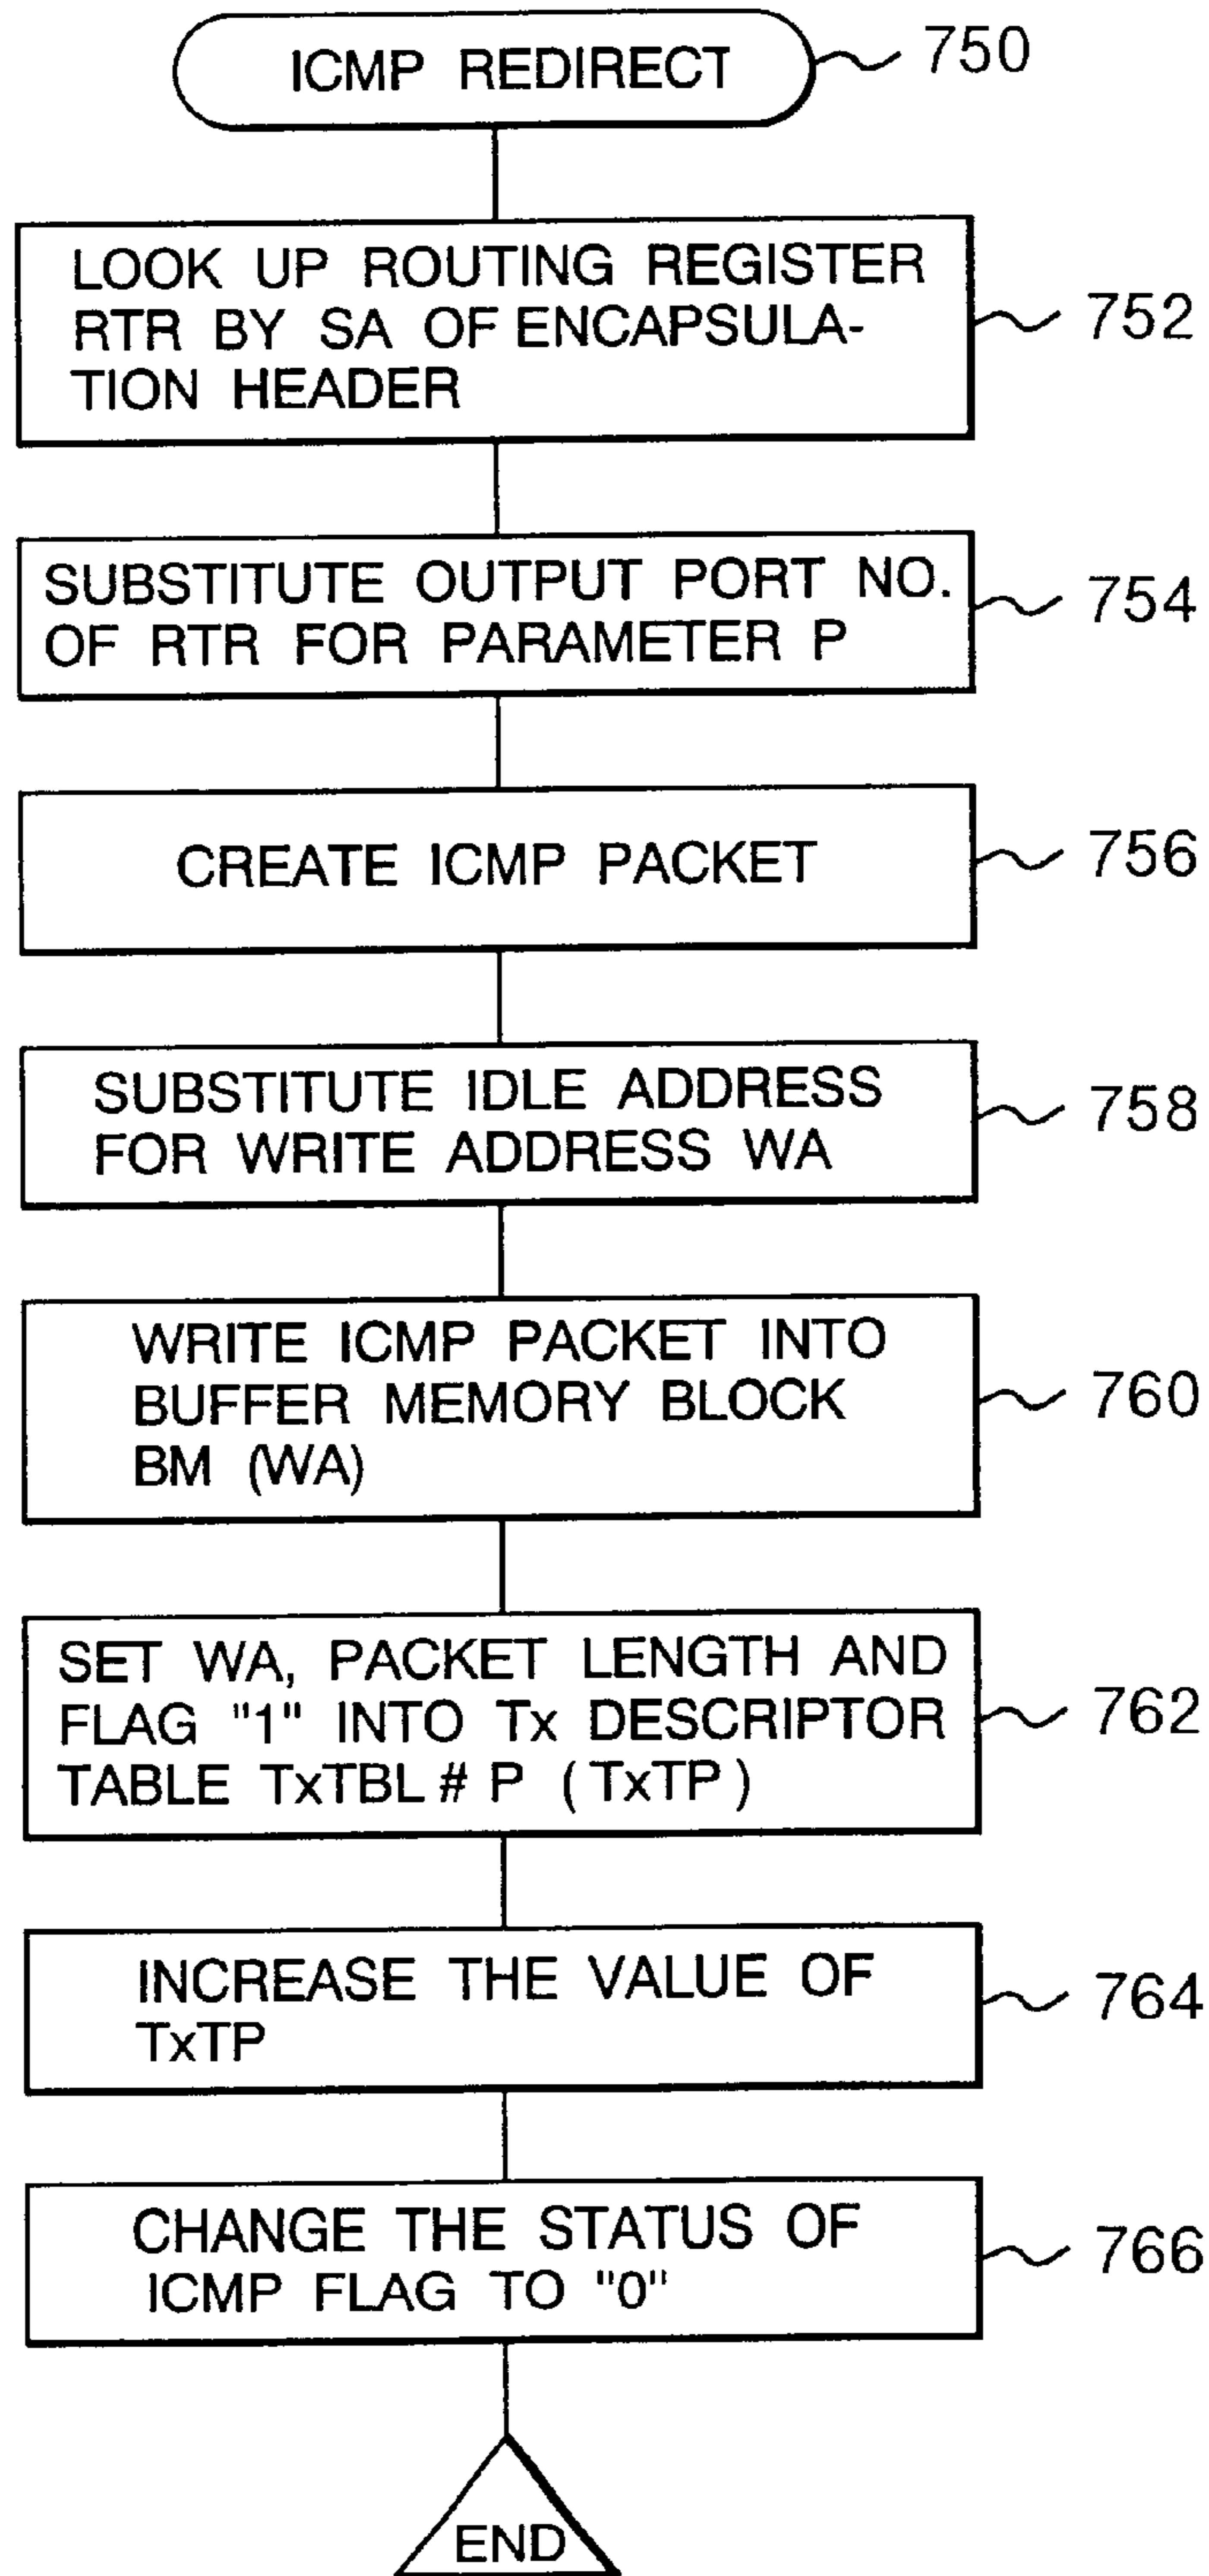 ICMP REDIRECT
750
LOOK UP ROUTING REGISTER
RTR BY SA OF ENCAPSULA-
TION HEADER
752
SUBSTITUTE OUTPUT PORT NO.
OF RTR FOR PARAMETER P
754
CREATE ICMP PACKET
756
SUBSTITUTE IDLE ADDRESS
FOR WRITE ADDRESS WA
758
WRITE ICMP PACKET INTO
BUFFER MEMORY BLOCK
BM (WA)
760
SET WA, PACKET LENGTH AND
FLAG "1" INTO Tx DESCRIPTOR
TABLE TxTBL # P ( TxTP )
762
INCREASE THE VALUE OF
TxTP
764
CHANGE THE STATUS OF
ICMP FLAG TO "0"
766
END